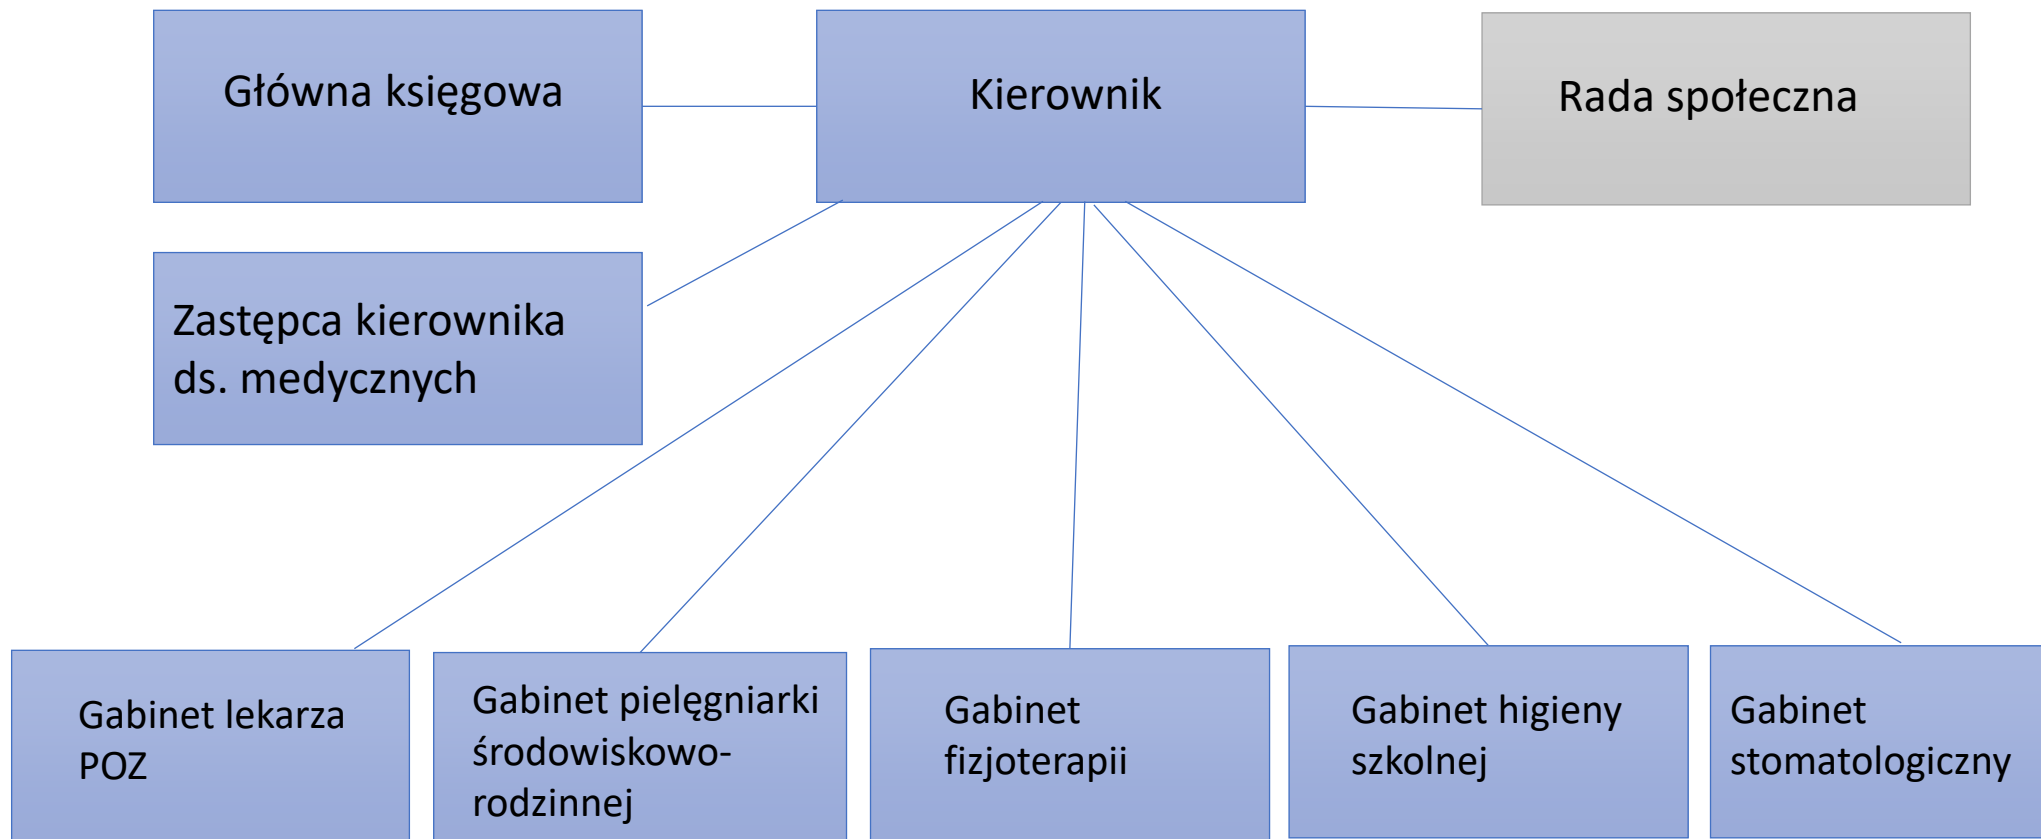 Główna księgowa
Kierownik
Rada społeczna
Zastępca kierownika
ds. medycznych
Gabinet lekarza
POZ
Gabinet pielęgniarki
środowiskowo-
rodzinnej
Gabinet
fizjoterapii
Gabinet higieny
szkolnej
Gabinet
stomatologiczny